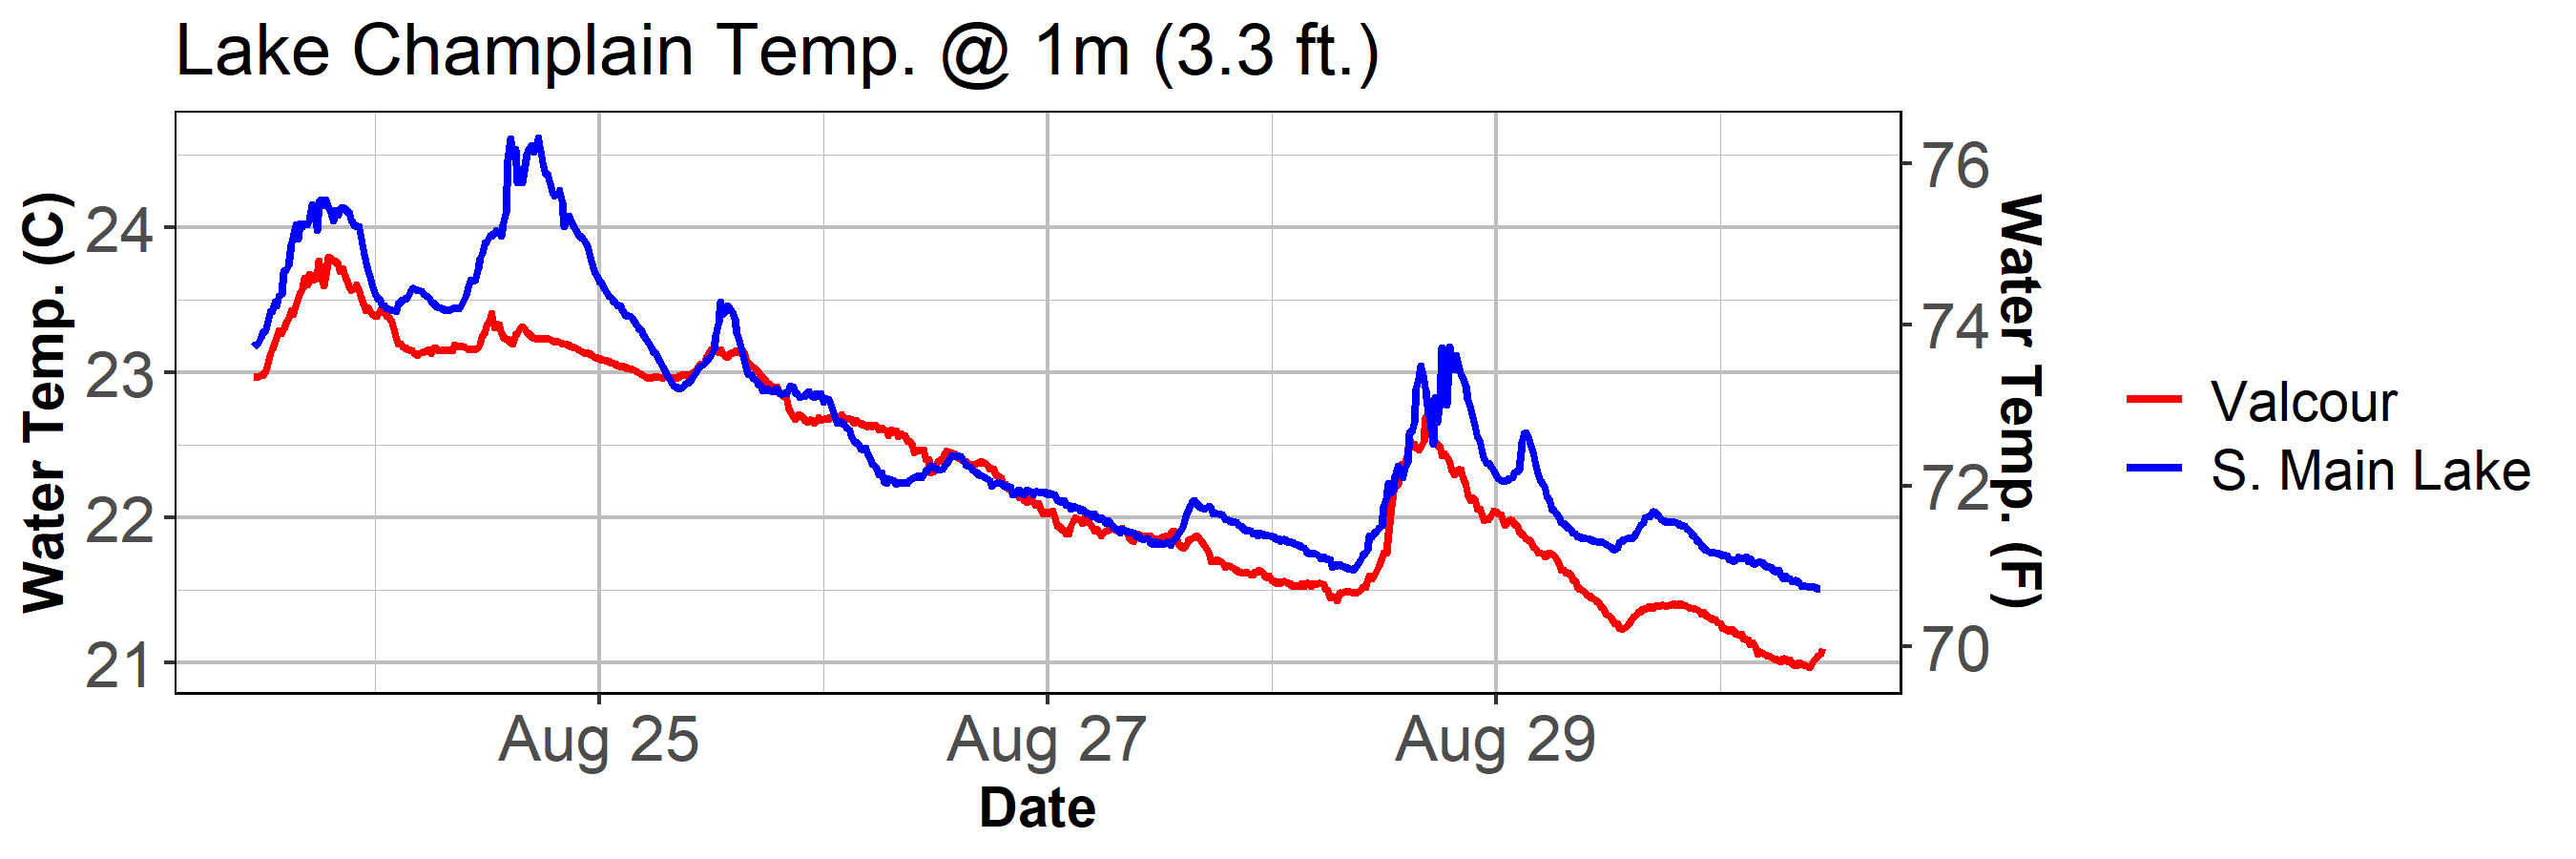 Lake Champlain Temp. @ 1m (3.3 ft.)
Water Temp. (C)
24
23
22
21
76
74
72
70
Water Temp. (F)
Aug 25
Aug 27
Aug 29
Date
Valcour
S. Main Lake